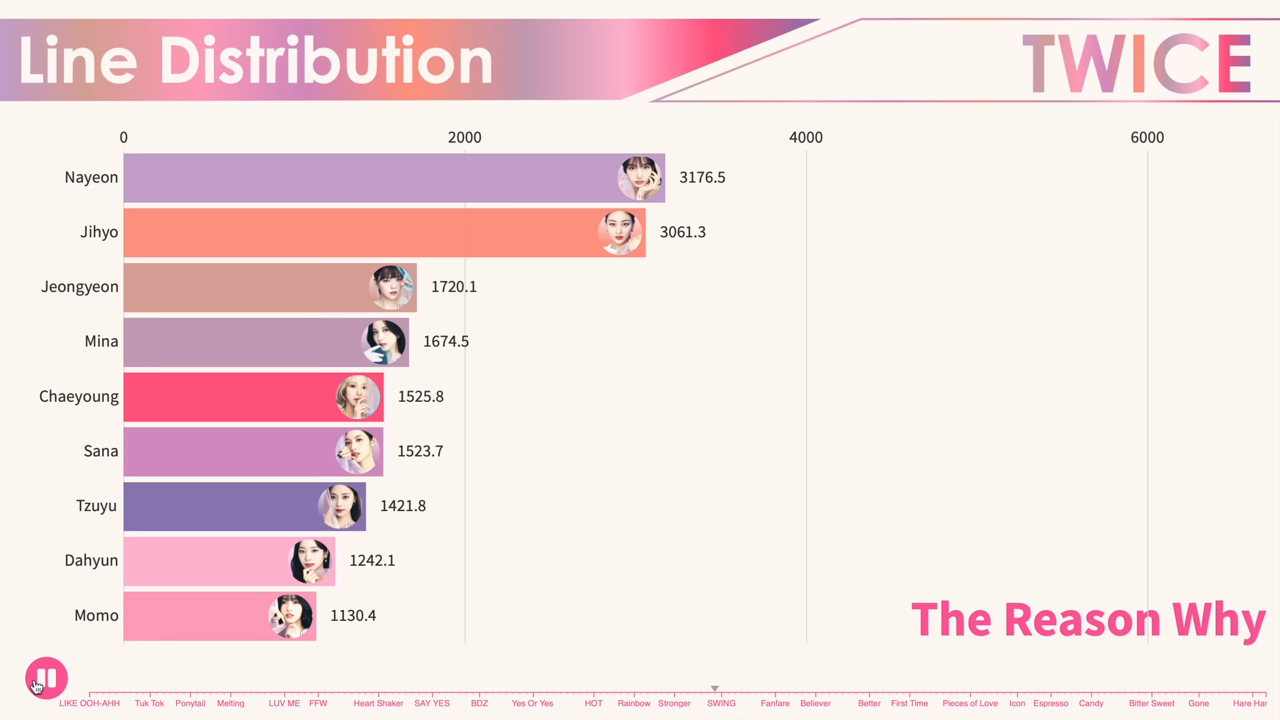 Line Distribution
TWICE
0 2000 4000 6000
Nayeon 3176.5
Jihyo 3061.3
Jeongyeon 1720.1
Mina 1674.5
Chaeyoung 1525.8
Sana 1523.7
Tzuyu 1421.8
Dahyun 1242.1
Momo 1130.4
The Reason Why
LIKE OOH-AHH Tuk Tok Ponytail Melting LUV ME FFW Heart Shaker SAY YES BDZ Yes Or Yes HOT Rainbow Stronger SWING Fanfare Believer Better First Time Pieces of Love Icon Espresso Candy Bitter Sweet Gone Hare Har